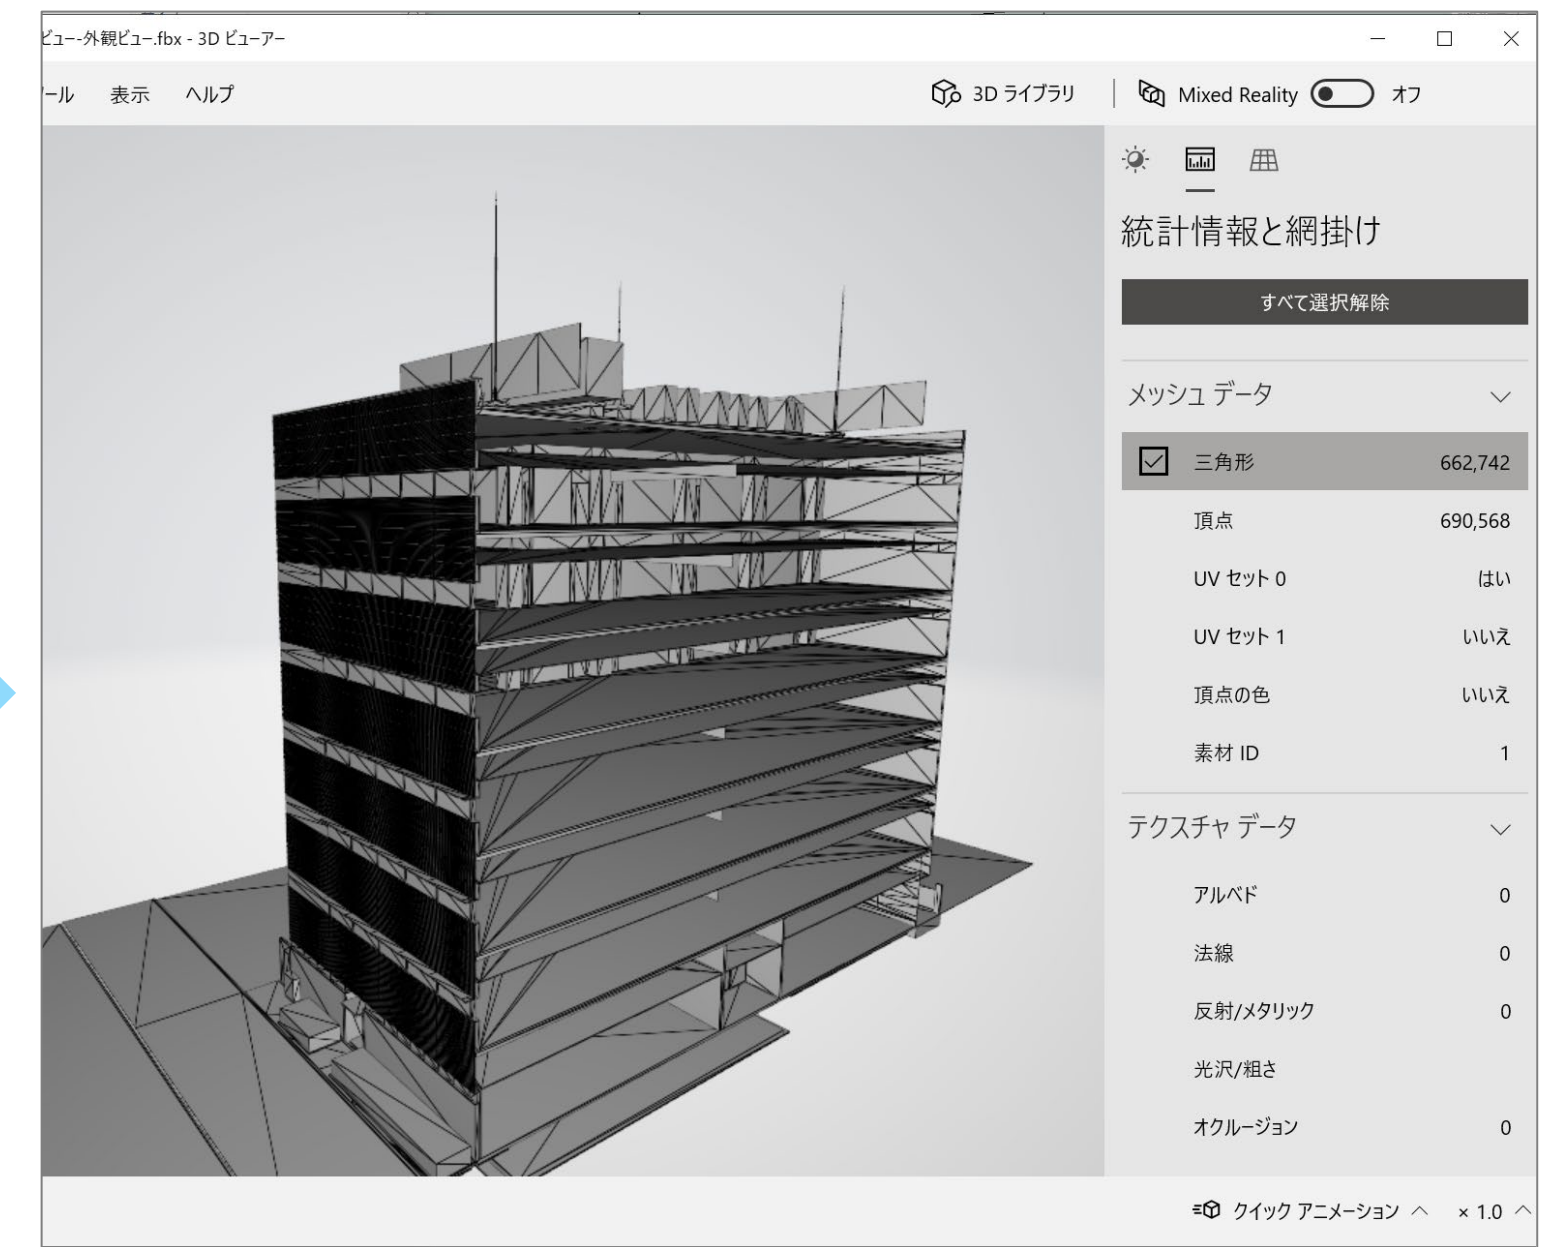 ビュー-外観ビュー.fbx - 3D ビューアー
ール 表示 ヘルプ 3D ライブラリ Mixed Reality オフ
統計情報と網掛け
すべて選択解除
メッシュ データ
三角形 662,742
頂点 690,568
UV セット 0 はい
UV セット 1 いいえ
頂点の色 いいえ
素材 ID 1
テクスチャ データ
アルベド 0
法線 0
反射/メタリック 0
光沢/粗さ
オクルージョン 0
クイック アニメーション × 1.0